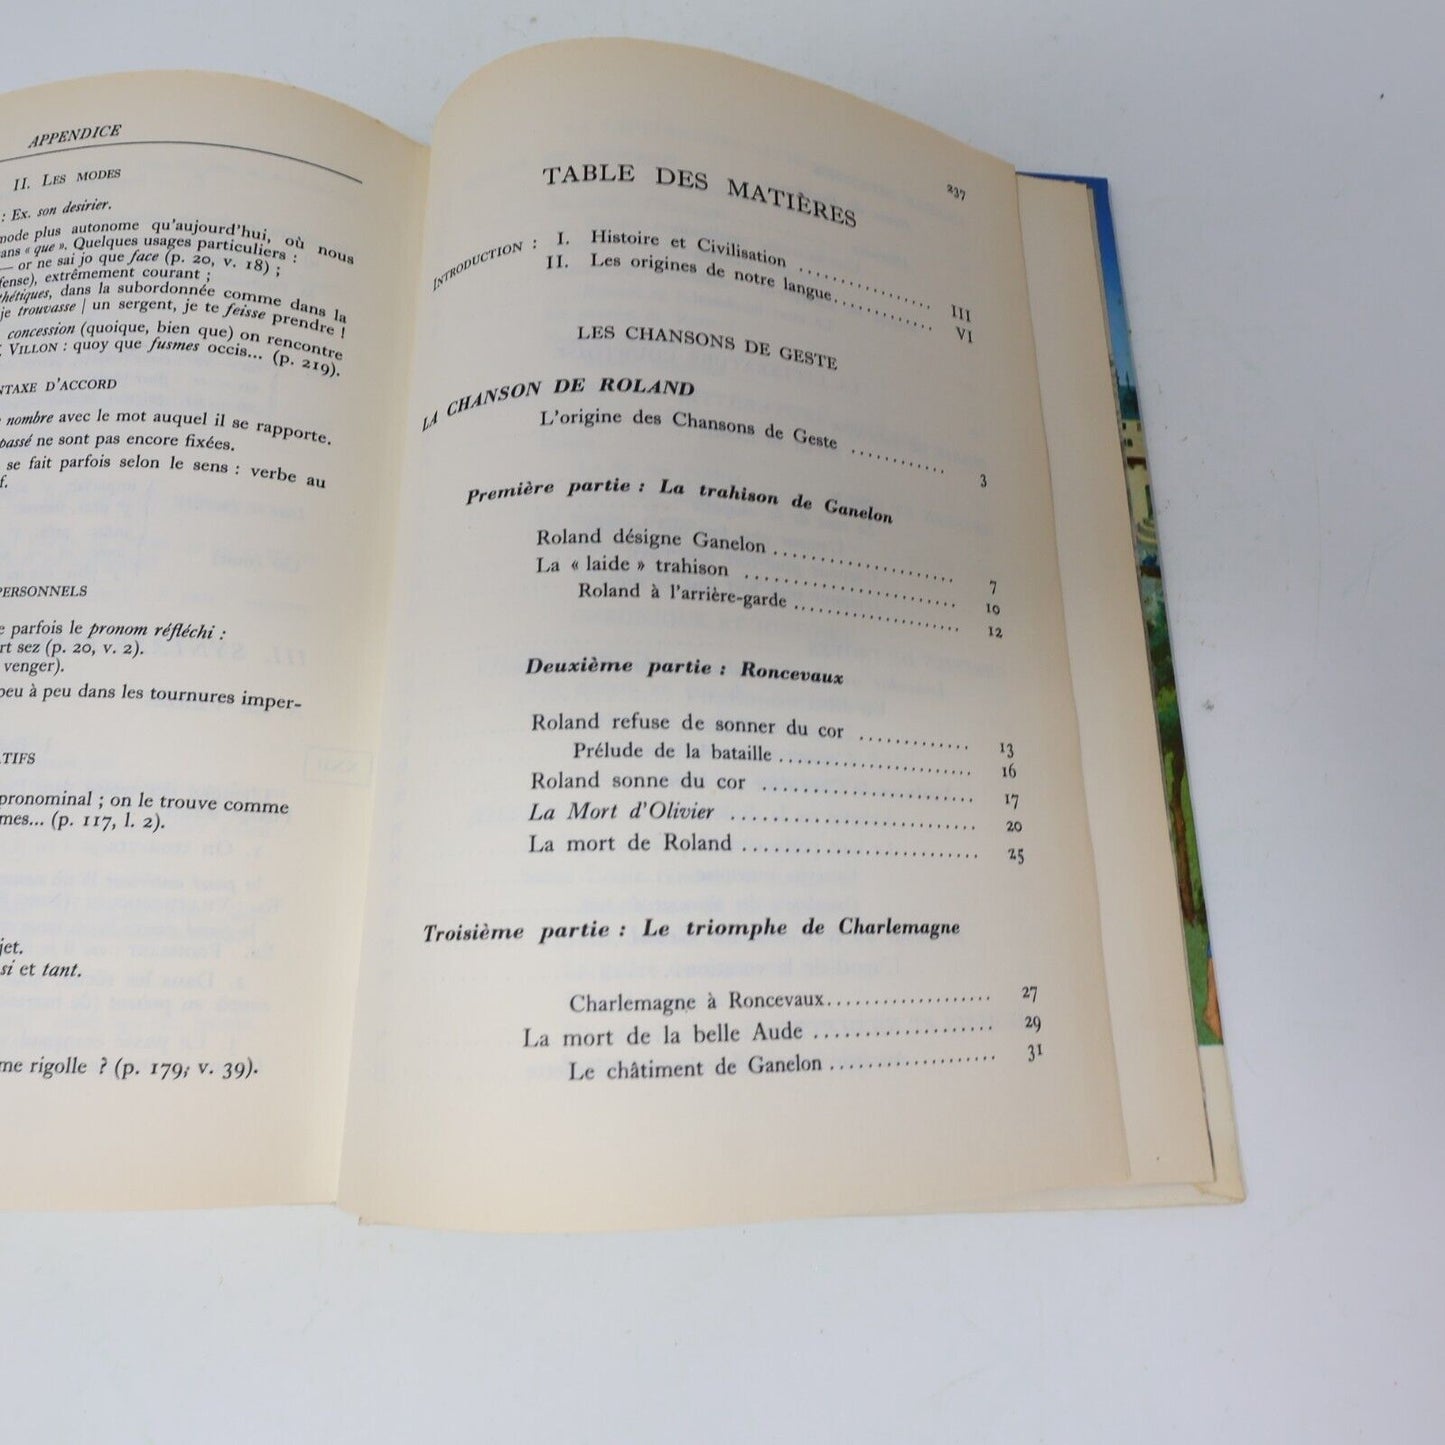 APPENDICE
II. LES MODES
: Ex. son desirier.
mode plus autonome qu'aujourd'hui, où nous
ans « que ». Quelques usages particuliers :
— or ne sai jo que face (p. 20, v. 18) ;
fense), extrêmement courant ;
thétiques, dans la subordonnée comme dans la
je trouvasse | un sergent, je te feisse prendre !
concession (quoique, bien que) on rencontre
VILLON : quoy que fusmes occis... (p. 219).
NTAXE D'ACCORD
nombre avec le mot auquel il se rapporte.
passé ne sont pas encore fixées.
se fait parfois selon le sens : verbe au
f.
PERSONNELS
e parfois le pronom réfléchi :
rt sez (p. 20, v. 2).
venger).
peu à peu dans les tournures imper-
ATIFS
pronominal ; on le trouve comme
mes... (p. 117, l. 2).
jet.
si et tant.
me rigolle ? (p. 179; v. 39).
237
TABLE DES MATIÈRES
INTRODUCTION : I. Histoire et Civilisation .............. III
II. Les origines de notre langue.............. VI
LES CHANSONS DE GESTE
LA CHANSON DE ROLAND
L'origine des Chansons de Geste ............ 3
Première partie : La trahison de Ganelon
Roland désigne Ganelon .................... 7
La « laide » trahison ....................... 10
Roland à l'arrière-garde .................. 12
Deuxième partie : Roncevaux
Roland refuse de sonner du cor ............. 13
Prélude de la bataille ...................... 16
Roland sonne du cor ....................... 17
La Mort d'Olivier .......................... 20
La mort de Roland ......................... 25
Troisième partie : Le triomphe de Charlemagne
Charlemagne à Roncevaux................... 27
La mort de la belle Aude .................... 29
Le châtiment de Ganelon .................. 31